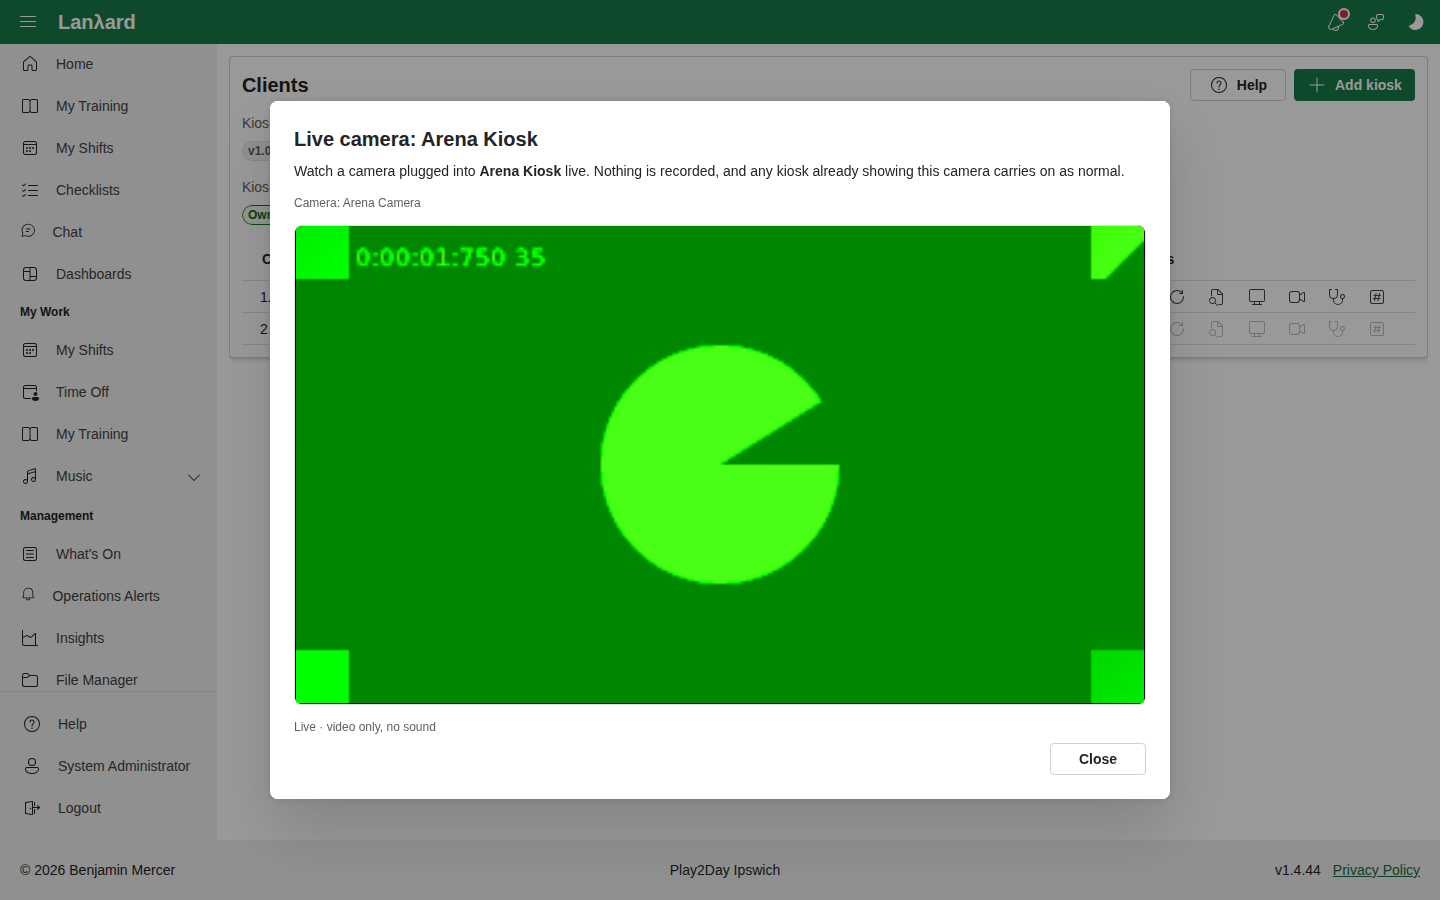 Lanλard
Home
My Training
My Shifts
Checklists
Chat
Dashboards
My Work
My Shifts
Time Off
My Training
Music
Management
What's On
Operations Alerts
Insights
File Manager
Help
System Administrator
Logout
Clients
Help
Add kiosk
v1.0
1.
2.
Live camera: Arena Kiosk
Watch a camera plugged into Arena Kiosk live. Nothing is recorded, and any kiosk already showing this camera carries on as normal.
Camera: Arena Camera
0:00:01:750 35
Live · video only, no sound
Close
© 2026 Benjamin Mercer
Play2Day Ipswich
v1.4.44 Privacy Policy